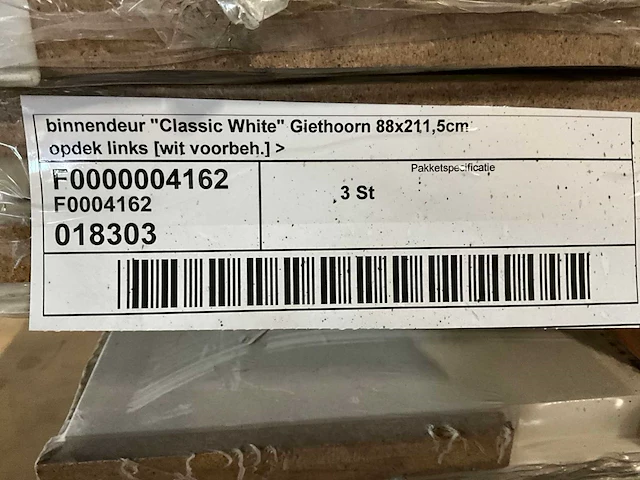 binnendeur "Classic White" Giethoorn 88x211,5cm
opdek links [wit voorbeh.] >
F0000004162
F0004162
018303
Pakketspecificatie
3 St